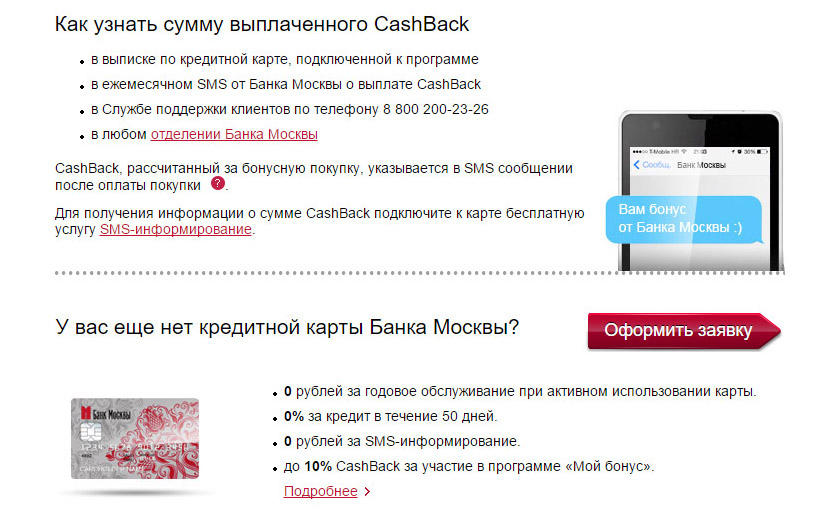 Как узнать сумму выплаченного CashBack
в выписке по кредитной карте, подключенной к программе
в ежемесячном SMS от Банка Москвы о выплате CashBack
в Службе поддержки клиентов по телефону 8 800 200-23-26
в любом отделении Банка Москвы
CashBack, рассчитанный за бонусную покупку, указывается в SMS сообщении
после оплаты покупки ?.
Для получения информации о сумме CashBack подключите к карте бесплатную
услугу SMS-информирование.
T-Mobile HR 36%
Сообщ. Банк Москвы
Вам бонус
от Банка Москвы :)
У вас еще нет кредитной карты Банка Москвы?
Оформить заявку
Банк Москвы
CARDHOLDER NAME
0 рублей за годовое обслуживание при активном использовании карты.
0% за кредит в течение 50 дней.
0 рублей за SMS-информирование.
до 10% CashBack за участие в программе «Мой бонус».
Подробнее